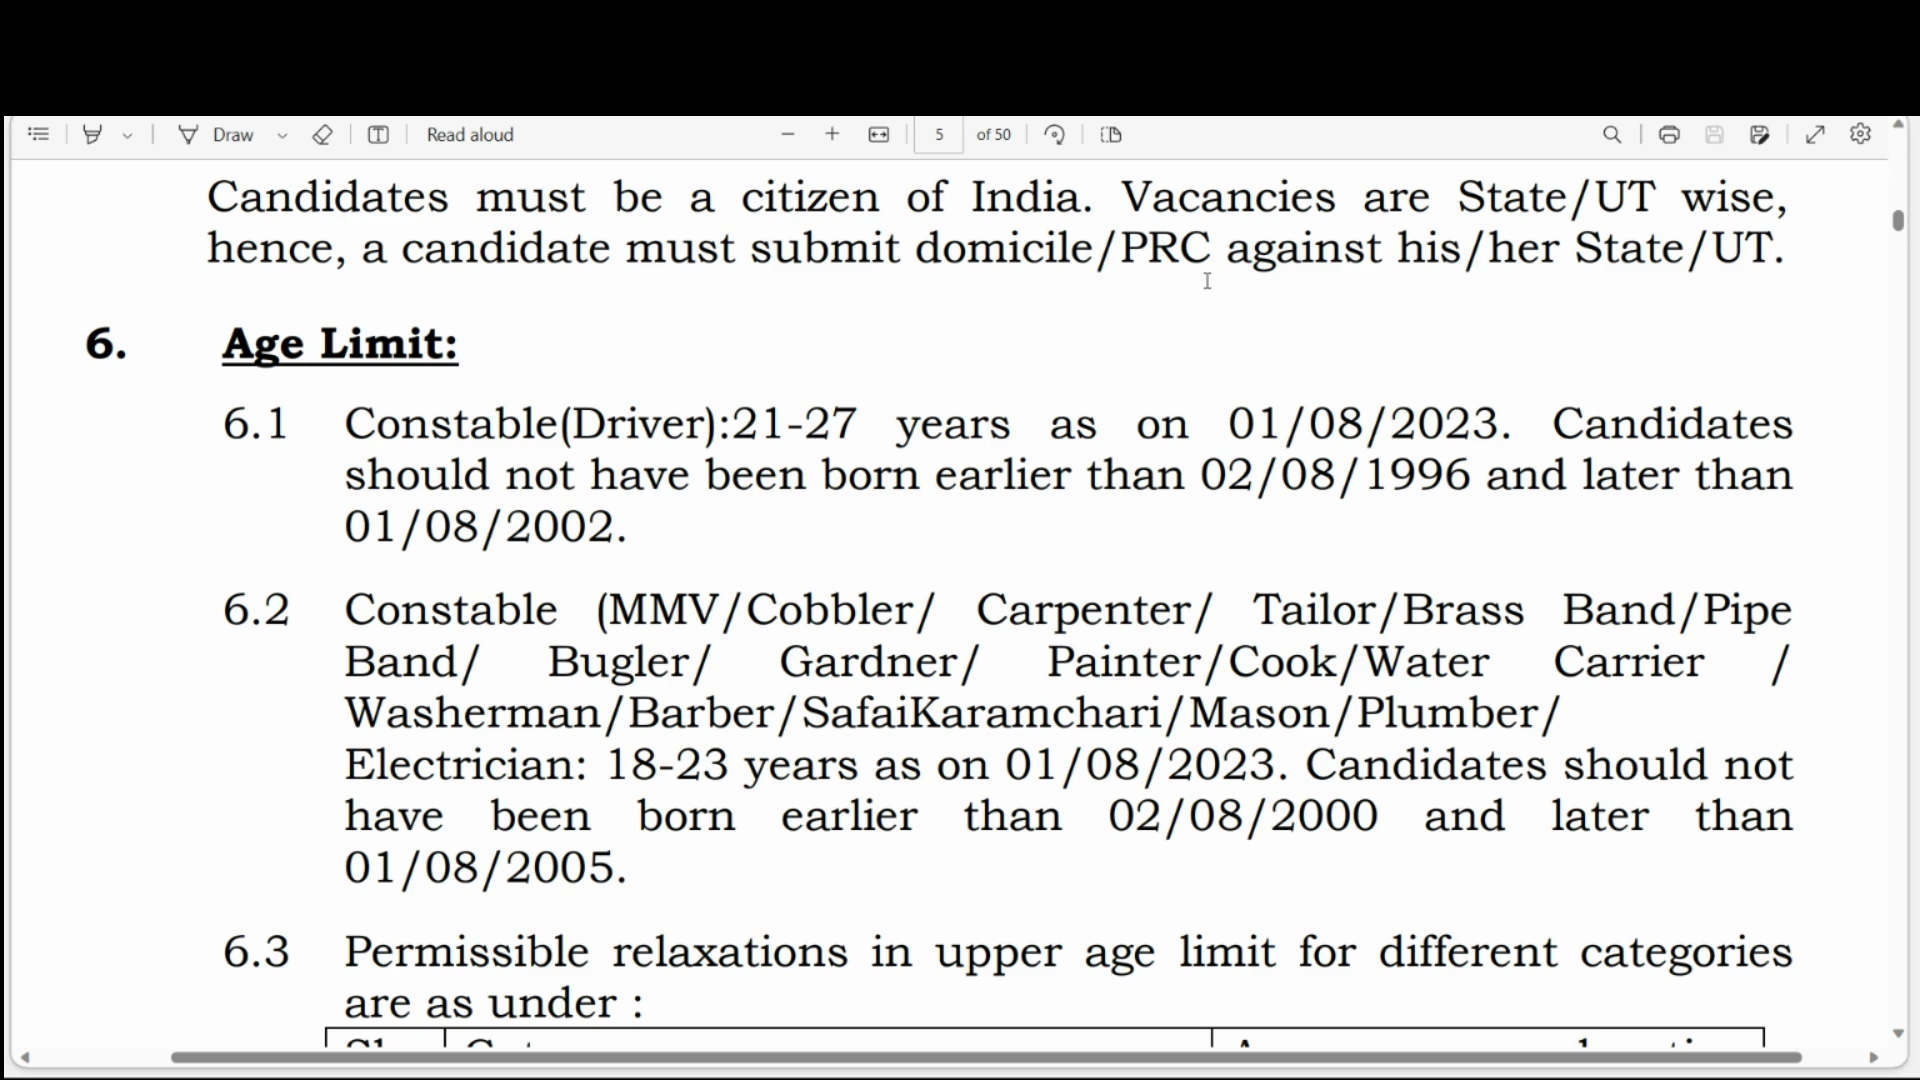 Draw
Read aloud
5 of 50
Candidates must be a citizen of India. Vacancies are State/UT wise,
hence, a candidate must submit domicile/PRC against his/her State/UT.
6. Age Limit:
6.1 Constable(Driver):21-27 years as on 01/08/2023. Candidates
should not have been born earlier than 02/08/1996 and later than
01/08/2002.
6.2 Constable (MMV/Cobbler/ Carpenter/ Tailor/Brass Band/Pipe
Band/ Bugler/ Gardner/ Painter/Cook/Water Carrier /
Washerman/Barber/SafaiKaramchari/Mason/Plumber/
Electrician: 18-23 years as on 01/08/2023. Candidates should not
have been born earlier than 02/08/2000 and later than
01/08/2005.
6.3 Permissible relaxations in upper age limit for different categories
are as under :